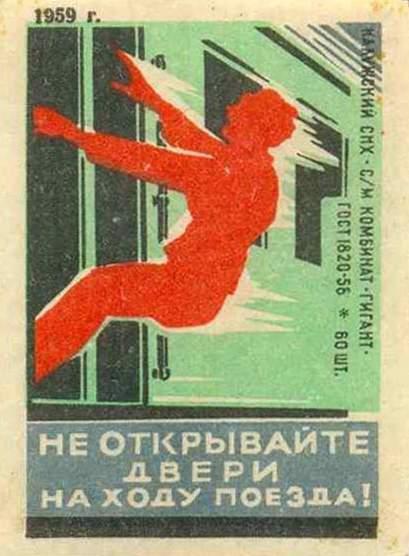 1959 г.
КАЛУЖСКИЙ СНХ · С/М КОМБИНАТ · ГИГАНТ ·
ГОСТ 1820-56 * 60 ШТ.
НЕ ОТКРЫВАЙТЕ
ДВЕРИ
НА ХОДУ ПОЕЗДА!